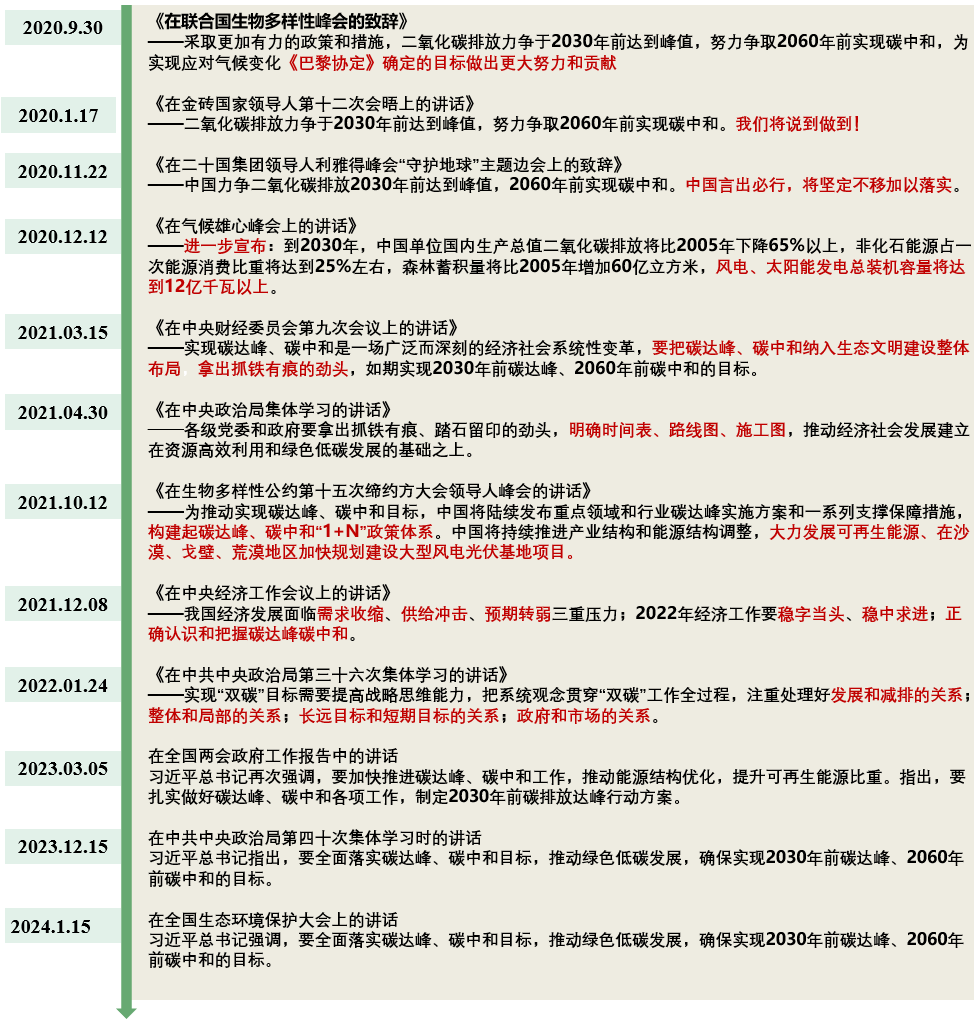 2020.9.30
《在联合国生物多样性峰会的致辞》
——采取更加有力的政策和措施，二氧化碳排放力争于2030年前达到峰值，努力争取2060年前实现碳中和，为
实现应对气候变化《巴黎协定》确定的目标做出更大努力和贡献
2020.1.17
《在金砖国家领导人第十二次会晤上的讲话》
——二氧化碳排放力争于2030年前达到峰值，努力争取2060年前实现碳中和。我们将说到做到！
2020.11.22
《在二十国集团领导人利雅得峰会“守护地球”主题边会上的致辞》
——中国力争二氧化碳排放2030年前达到峰值，2060年前实现碳中和。中国言出必行，将坚定不移加以落实。
2020.12.12
《在气候雄心峰会上的讲话》
——进一步宣布：到2030年，中国单位国内生产总值二氧化碳排放将比2005年下降65%以上，非化石能源占一
次能源消费比重将达到25%左右，森林蓄积量将比2005年增加60亿立方米，风电、太阳能发电总装机容量将达
到12亿千瓦以上。
2021.03.15
《在中央财经委员会第九次会议上的讲话》
——实现碳达峰、碳中和是一场广泛而深刻的经济社会系统性变革，要把碳达峰、碳中和纳入生态文明建设整体
布局，拿出抓铁有痕的劲头，如期实现2030年前碳达峰、2060年前碳中和的目标。
2021.04.30
《在中央政治局集体学习的讲话》
——各级党委和政府要拿出抓铁有痕、踏石留印的劲头，明确时间表、路线图、施工图，推动经济社会发展建立
在资源高效利用和绿色低碳发展的基础之上。
2021.10.12
《在生物多样性公约第十五次缔约方大会领导人峰会的讲话》
——为推动实现碳达峰、碳中和目标，中国将陆续发布重点领域和行业碳达峰实施方案和一系列支撑保障措施，
构建起碳达峰、碳中和“1+N”政策体系。中国将持续推进产业结构和能源结构调整，大力发展可再生能源、在沙
漠、戈壁、荒漠地区加快规划建设大型风电光伏基地项目。
2021.12.08
《在中央经济工作会议上的讲话》
——我国经济发展面临需求收缩、供给冲击、预期转弱三重压力；2022年经济工作要稳字当头、稳中求进；正
确认识和把握碳达峰碳中和。
2022.01.24
《在中共中央政治局第三十六次集体学习的讲话》
——实现“双碳”目标需要提高战略思维能力，把系统观念贯穿“双碳”工作全过程，注重处理好发展和减排的关系；
整体和局部的关系；长远目标和短期目标的关系；政府和市场的关系。
2023.03.05
在全国两会政府工作报告中的讲话
习近平总书记再次强调，要加快推进碳达峰、碳中和工作，推动能源结构优化，提升可再生能源比重。指出，要
扎实做好碳达峰、碳中和各项工作，制定2030年前碳排放达峰行动方案。
2023.12.15
在中共中央政治局第四十次集体学习时的讲话
习近平总书记指出，要全面落实碳达峰、碳中和目标，推动绿色低碳发展，确保实现2030年前碳达峰、2060年
前碳中和的目标。
2024.1.15
在全国生态环境保护大会上的讲话
习近平总书记强调，要全面落实碳达峰、碳中和目标，推动绿色低碳发展，确保实现2030年前碳达峰、2060年
前碳中和的目标。